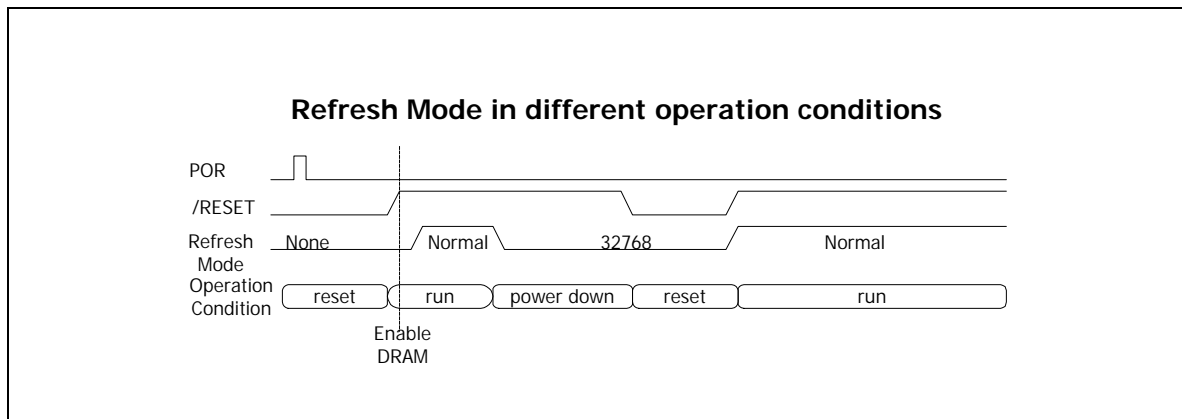 Refresh Mode in different operation conditions
POR
/RESET
Refresh Mode
None
Normal
32768
Normal
Operation Condition
reset
run
power down
reset
run
Enable
DRAM